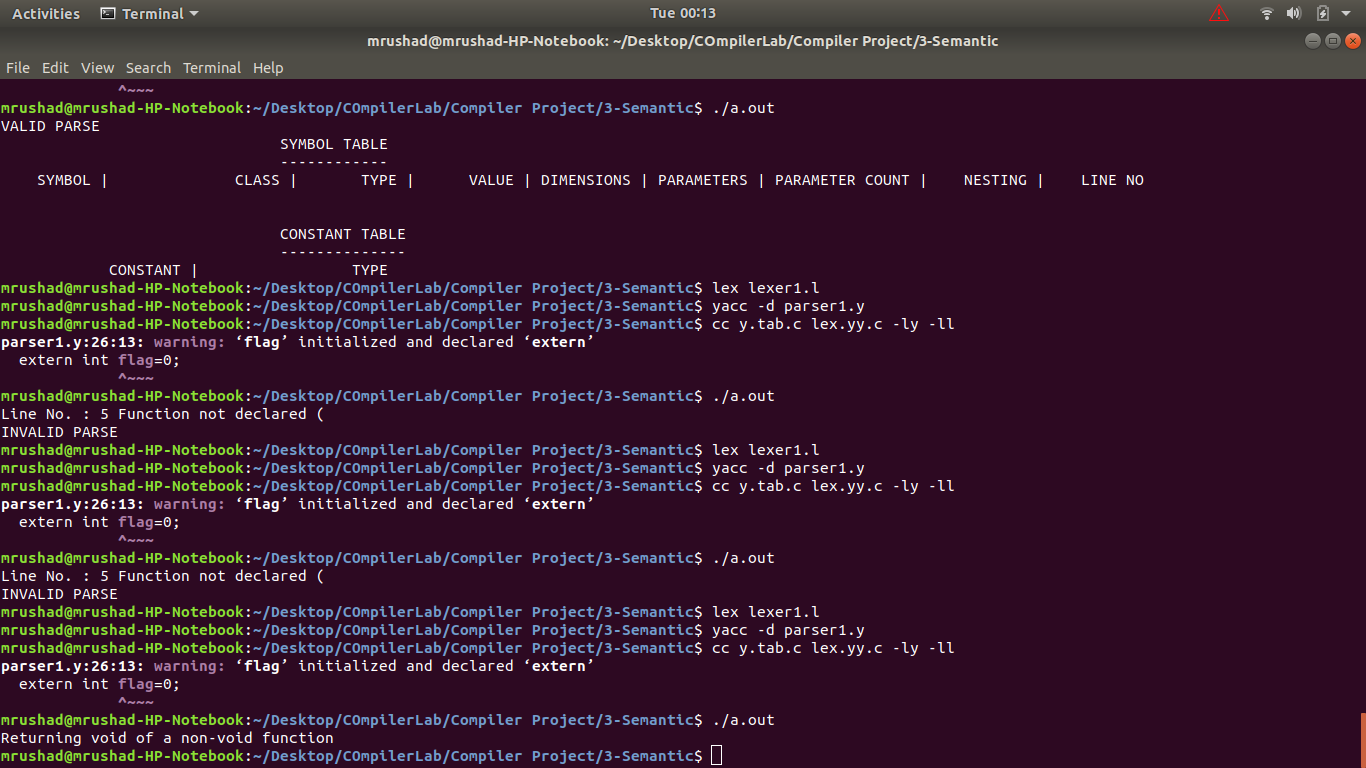 Activities Terminal Tue 00:13
mrushad@mrushad-HP-Notebook: ~/Desktop/COmpilerLab/Compiler Project/3-Semantic
File Edit View Search Terminal Help
^~~~
mrushad@mrushad-HP-Notebook:~/Desktop/COmpilerLab/Compiler Project/3-Semantic$ ./a.out
VALID PARSE
SYMBOL TABLE
------------
SYMBOL | CLASS | TYPE | VALUE | DIMENSIONS | PARAMETERS | PARAMETER COUNT | NESTING | LINE NO
CONSTANT TABLE
--------------
CONSTANT | TYPE
mrushad@mrushad-HP-Notebook:~/Desktop/COmpilerLab/Compiler Project/3-Semantic$ lex lexer1.l
mrushad@mrushad-HP-Notebook:~/Desktop/COmpilerLab/Compiler Project/3-Semantic$ yacc -d parser1.y
mrushad@mrushad-HP-Notebook:~/Desktop/COmpilerLab/Compiler Project/3-Semantic$ cc y.tab.c lex.yy.c -ly -ll
parser1.y:26:13: warning: ‘flag’ initialized and declared ‘extern’
extern int flag=0;
^~~~
mrushad@mrushad-HP-Notebook:~/Desktop/COmpilerLab/Compiler Project/3-Semantic$ ./a.out
Line No. : 5 Function not declared (
INVALID PARSE
mrushad@mrushad-HP-Notebook:~/Desktop/COmpilerLab/Compiler Project/3-Semantic$ lex lexer1.l
mrushad@mrushad-HP-Notebook:~/Desktop/COmpilerLab/Compiler Project/3-Semantic$ yacc -d parser1.y
mrushad@mrushad-HP-Notebook:~/Desktop/COmpilerLab/Compiler Project/3-Semantic$ cc y.tab.c lex.yy.c -ly -ll
parser1.y:26:13: warning: ‘flag’ initialized and declared ‘extern’
extern int flag=0;
^~~~
mrushad@mrushad-HP-Notebook:~/Desktop/COmpilerLab/Compiler Project/3-Semantic$ ./a.out
Line No. : 5 Function not declared (
INVALID PARSE
mrushad@mrushad-HP-Notebook:~/Desktop/COmpilerLab/Compiler Project/3-Semantic$ lex lexer1.l
mrushad@mrushad-HP-Notebook:~/Desktop/COmpilerLab/Compiler Project/3-Semantic$ yacc -d parser1.y
mrushad@mrushad-HP-Notebook:~/Desktop/COmpilerLab/Compiler Project/3-Semantic$ cc y.tab.c lex.yy.c -ly -ll
parser1.y:26:13: warning: ‘flag’ initialized and declared ‘extern’
extern int flag=0;
^~~~
mrushad@mrushad-HP-Notebook:~/Desktop/COmpilerLab/Compiler Project/3-Semantic$ ./a.out
Returning void of a non-void function
mrushad@mrushad-HP-Notebook:~/Desktop/COmpilerLab/Compiler Project/3-Semantic$